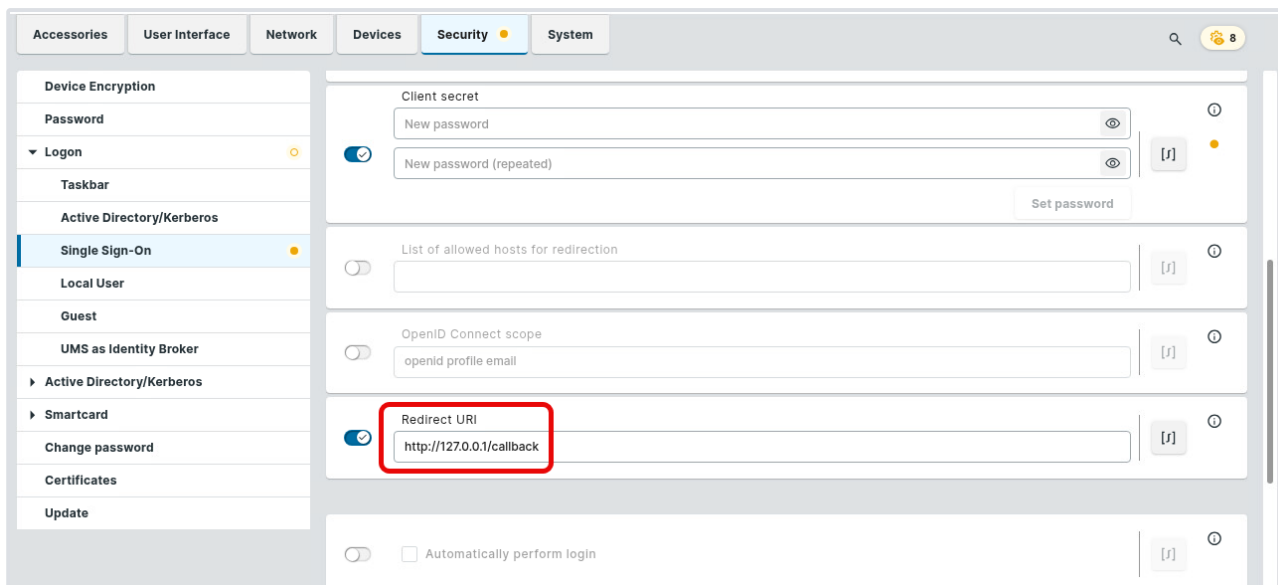 Accessories
User Interface
Network
Devices
Security
System
8
Device Encryption
Password
Logon
Taskbar
Active Directory/Kerberos
Single Sign-On
Local User
Guest
UMS as Identity Broker
Active Directory/Kerberos
Smartcard
Change password
Certificates
Update
Client secret
New password
New password (repeated)
Set password
List of allowed hosts for redirection
OpenID Connect scope
openid profile email
Redirect URI
http://127.0.0.1/callback
Automatically perform login